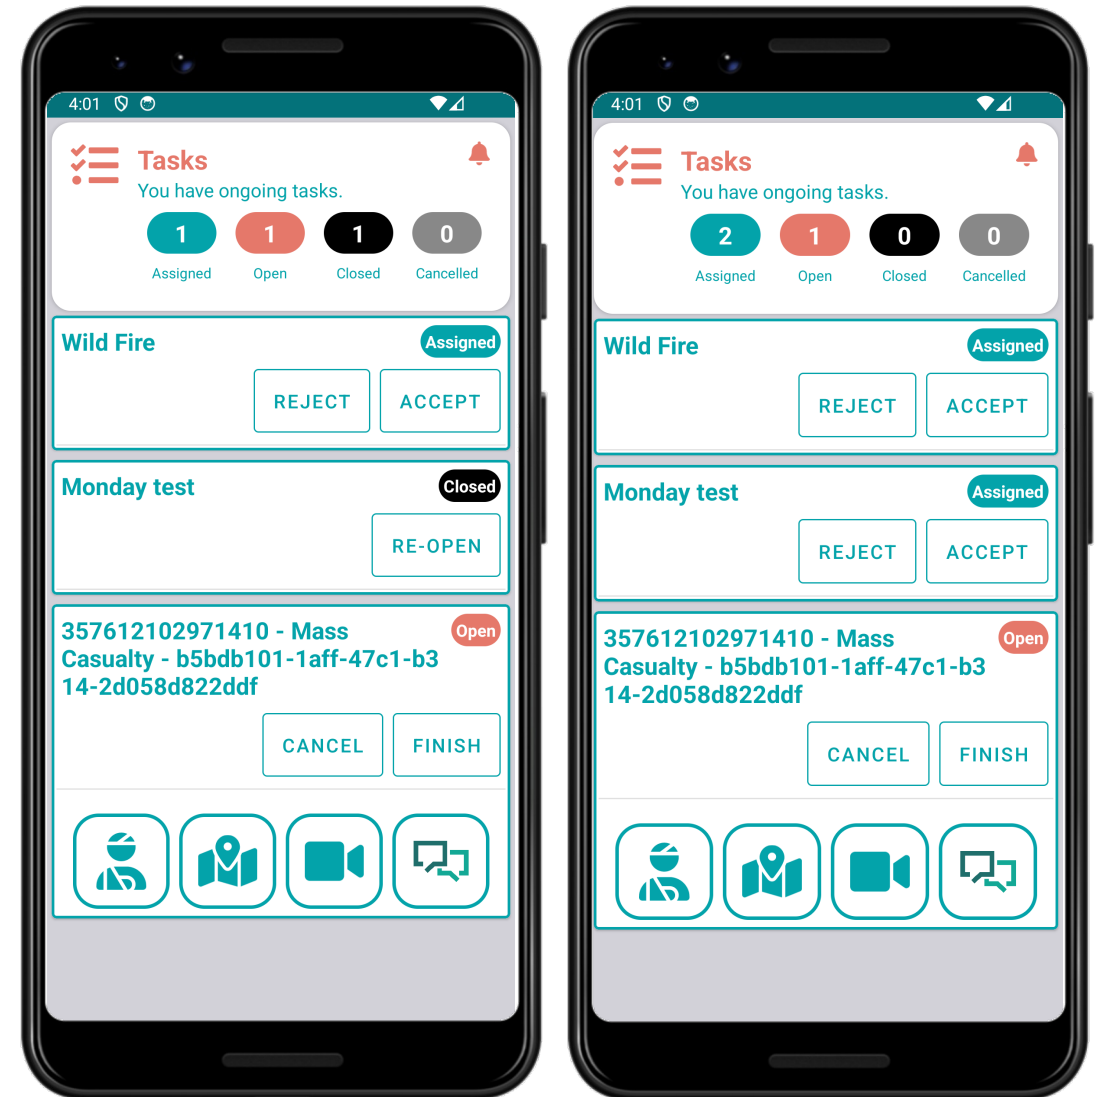 4:01
Tasks
You have ongoing tasks.
1 1 1 0
Assigned Open Closed Cancelled
Wild Fire Assigned
REJECT ACCEPT
Monday test Closed
RE-OPEN
357612102971410 - Mass Open
Casualty - b5bdb101-1aff-47c1-b3
14-2d058d822ddf
CANCEL FINISH
4:01
Tasks
You have ongoing tasks.
2 1 0 0
Assigned Open Closed Cancelled
Wild Fire Assigned
REJECT ACCEPT
Monday test Assigned
REJECT ACCEPT
357612102971410 - Mass Open
Casualty - b5bdb101-1aff-47c1-b3
14-2d058d822ddf
CANCEL FINISH